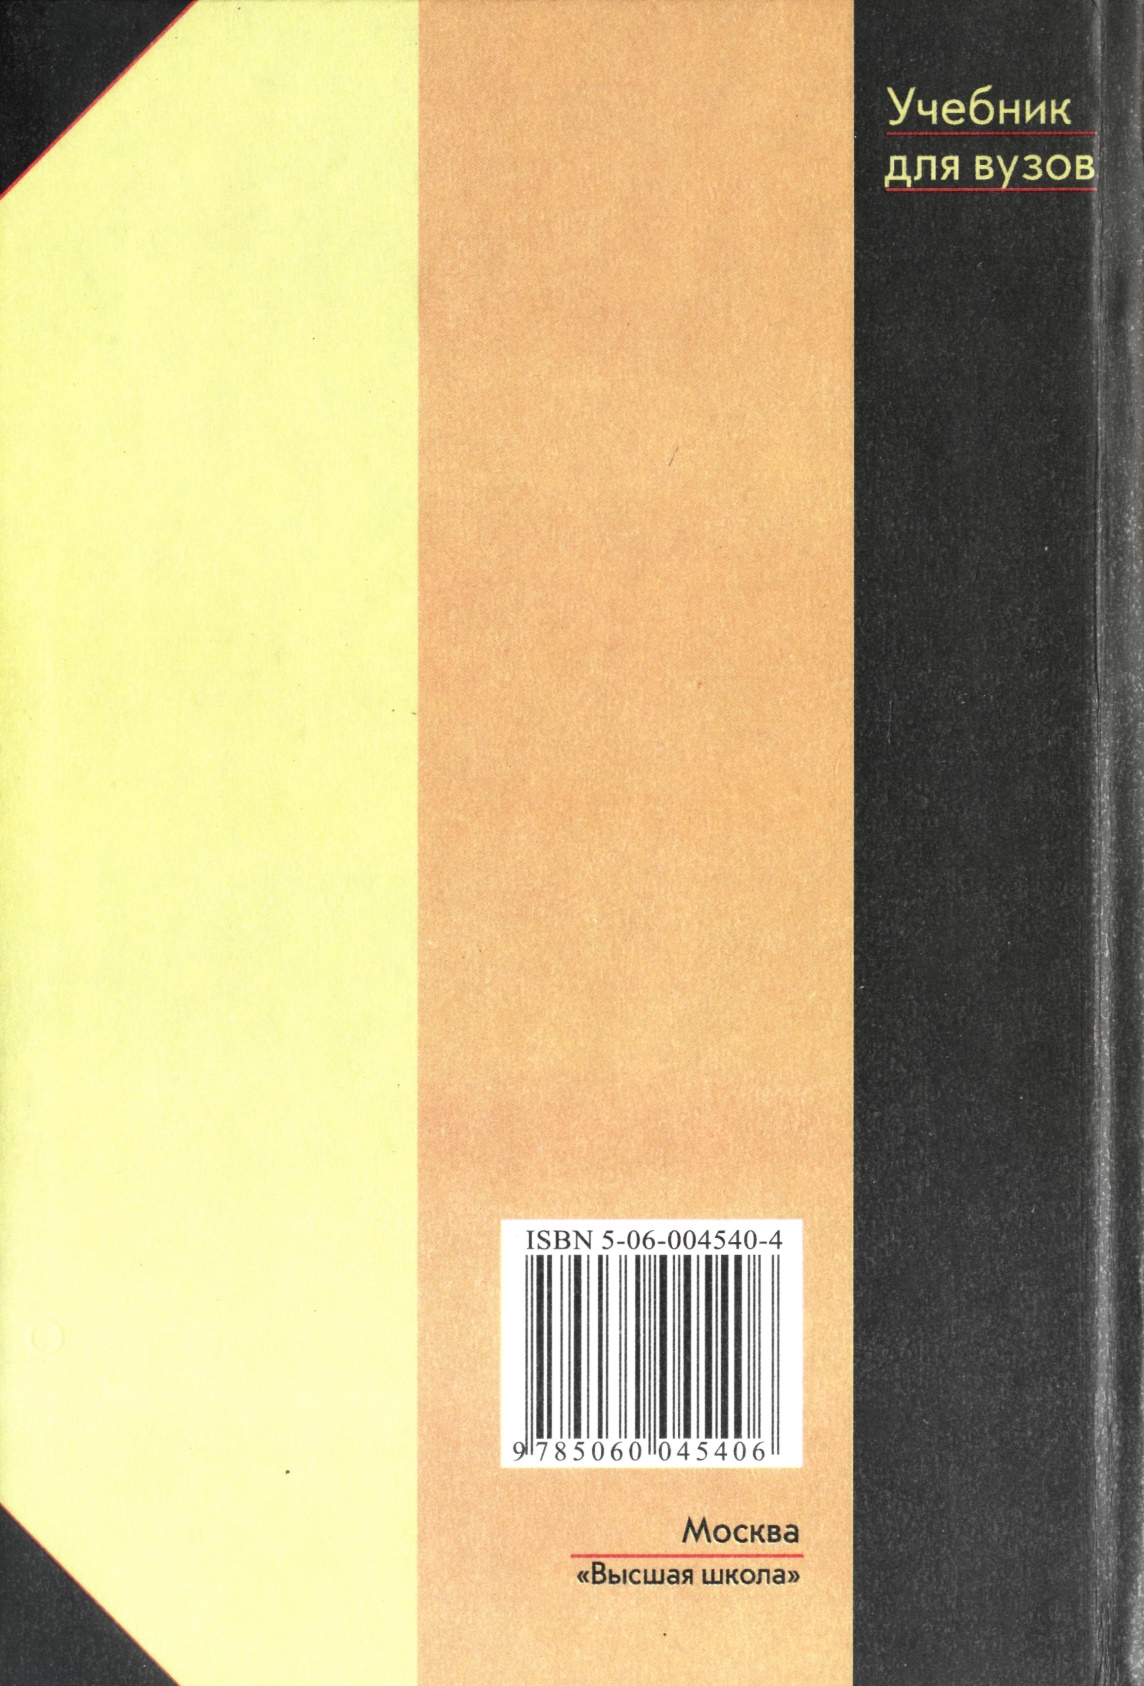 Учебник
для вузов
ISBN 5-06-004540-4
9 785060 045406
Москва
«Высшая школа»